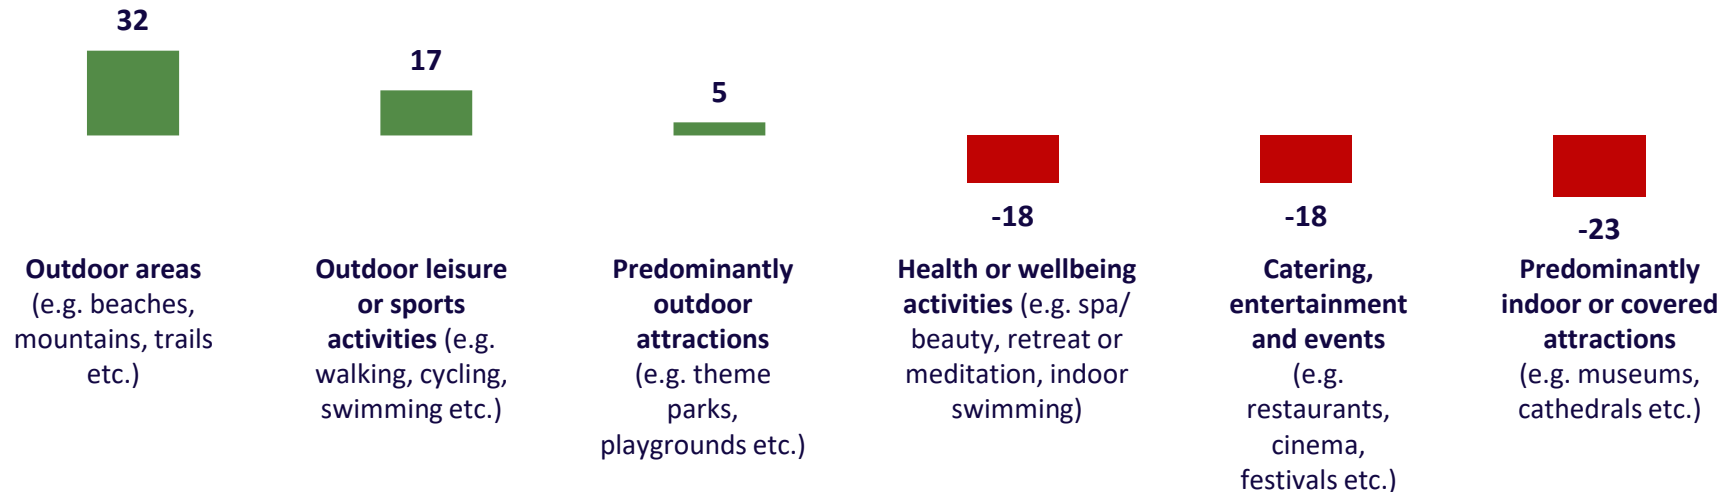 32
17
5
-18
-18
-23
Outdoor areas
(e.g. beaches,
mountains, trails
etc.)
Outdoor leisure
or sports
activities (e.g.
walking, cycling,
swimming etc.)
Predominantly
outdoor
attractions
(e.g. theme
parks,
playgrounds etc.)
Health or wellbeing
activities (e.g. spa/
beauty, retreat or
meditation, indoor
swimming)
Catering,
entertainment
and events
(e.g.
restaurants,
cinema,
festivals etc.)
Predominantly
indoor or covered
attractions
(e.g. museums,
cathedrals etc.)